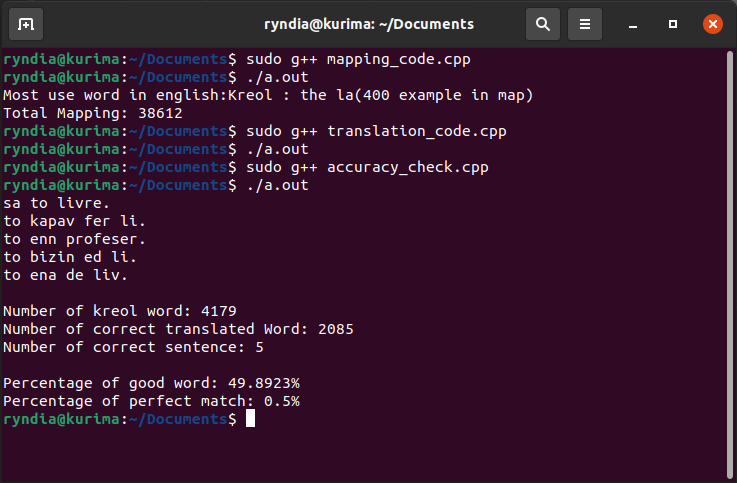 ryndia@kurima: ~/Documents
ryndia@kurima:~/Documents$ sudo g++ mapping_code.cpp
ryndia@kurima:~/Documents$ ./a.out
Most use word in english:Kreol : the la(400 example in map)
Total Mapping: 38612
ryndia@kurima:~/Documents$ sudo g++ translation_code.cpp
ryndia@kurima:~/Documents$ ./a.out
ryndia@kurima:~/Documents$ sudo g++ accuracy_check.cpp
ryndia@kurima:~/Documents$ ./a.out
sa to livre.
to kapav fer li.
to enn profeser.
to bizin ed li.
to ena de liv.
Number of kreol word: 4179
Number of correct translated Word: 2085
Number of correct sentence: 5
Percentage of good word: 49.8923%
Percentage of perfect match: 0.5%
ryndia@kurima:~/Documents$